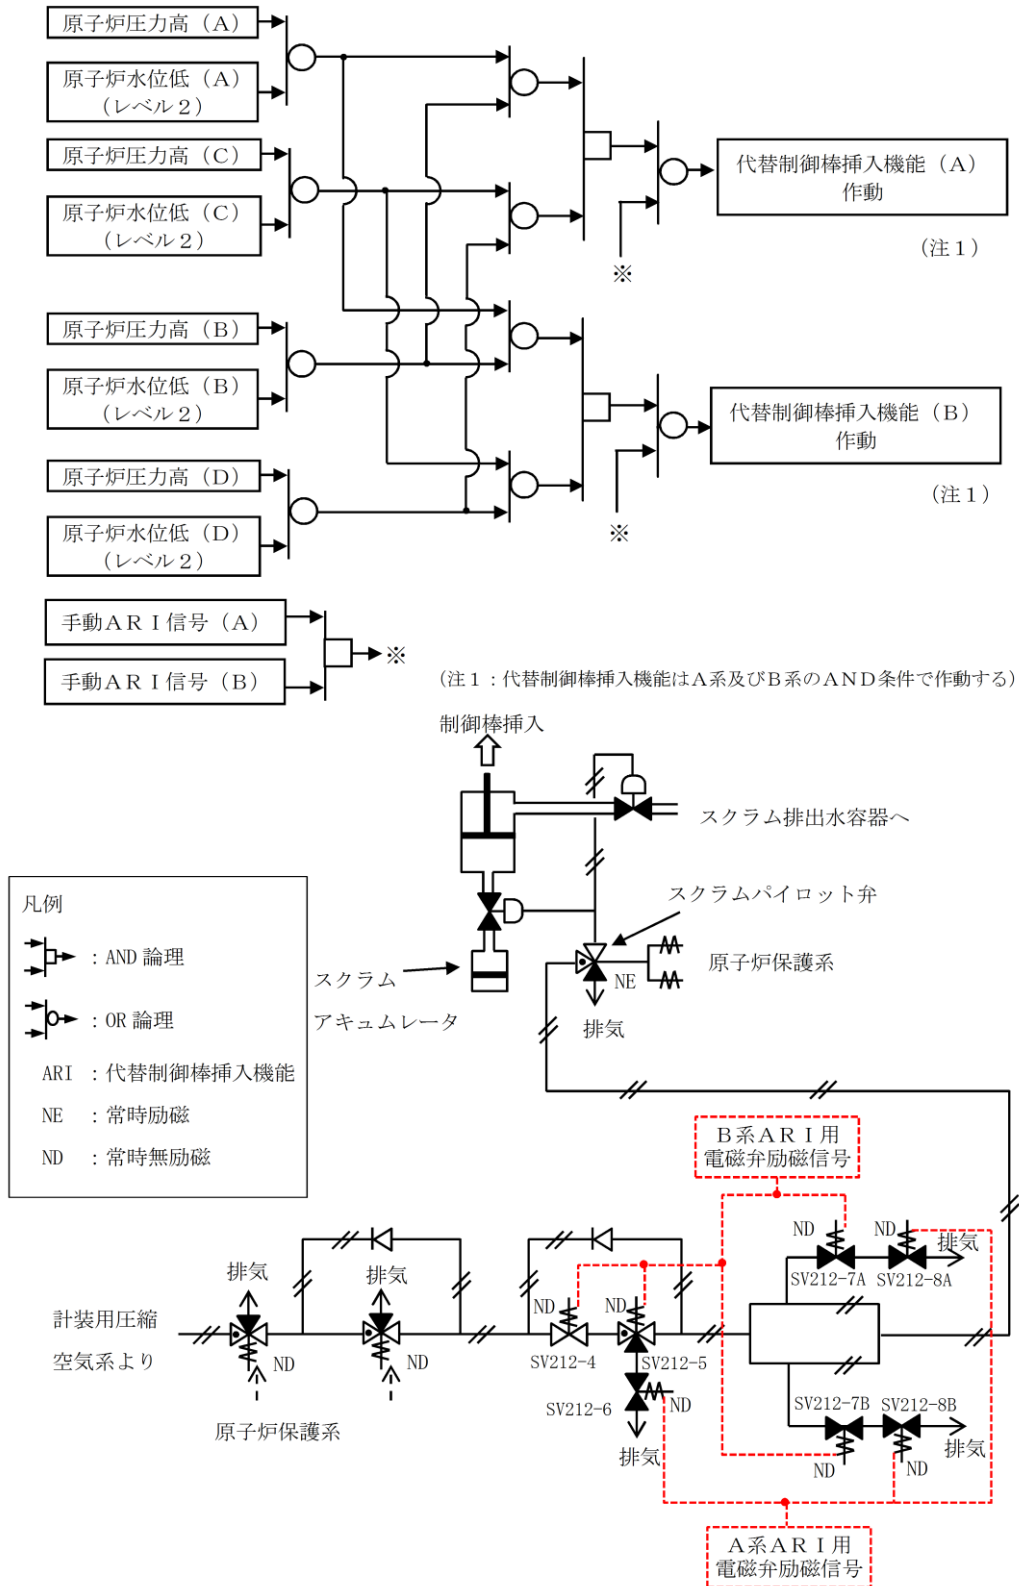 原子炉圧力高（A）
原子炉水位低（A）
（レベル２）
原子炉圧力高（C）
原子炉水位低（C）
（レベル２）
代替制御棒挿入機能（A）
作動
（注１）
※
原子炉圧力高（B）
原子炉水位低（B）
（レベル２）
代替制御棒挿入機能（B）
作動
（注１）
※
原子炉圧力高（D）
原子炉水位低（D）
（レベル２）
手動ＡＲＩ信号（A）
手動ＡＲＩ信号（B）
※
（注１：代替制御棒挿入機能はＡ系及びＢ系のＡＮＤ条件で作動する）
制御棒挿入
スクラム排出水容器へ
スクラムパイロット弁
原子炉保護系
NE
排気
スクラム
アキュムレータ
凡例
：AND 論理
：OR 論理
ARI ：代替制御棒挿入機能
NE ：常時励磁
ND ：常時無励磁
Ｂ系ＡＲＩ用
電磁弁励磁信号
計装用圧縮
空気系より
排気
ND
排気
ND
原子炉保護系
ND
SV212-4
ND
SV212-5
SV212-6
ND
排気
ND
SV212-7A
ND
SV212-8A
排気
SV212-7B
ND
SV212-8B
ND
排気
Ａ系ＡＲＩ用
電磁弁励磁信号